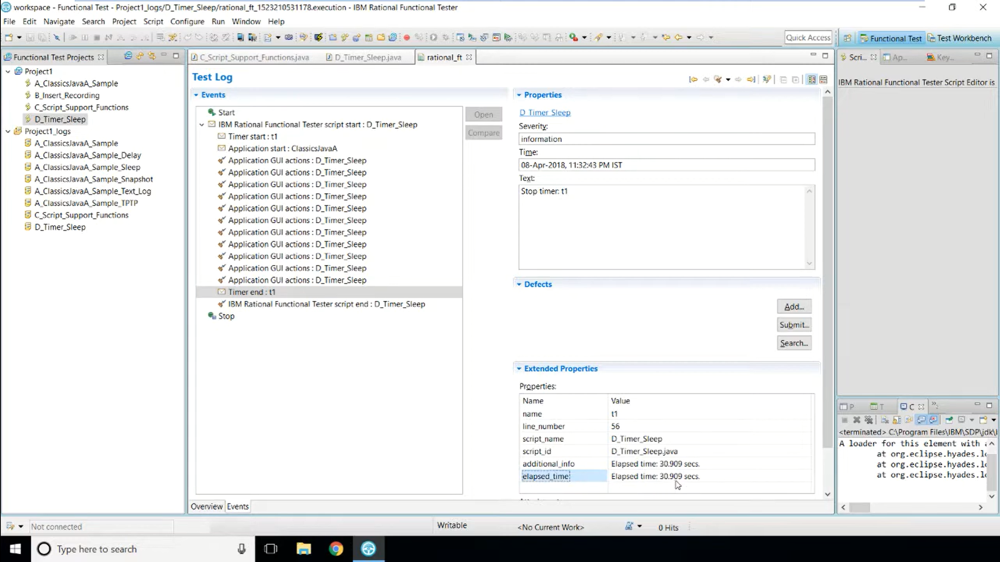 workspace - Functional Test - Project1_logs/D_Timer_Sleep/rational_ft_1523210531178.execution - IBM Rational Functional Tester
File Edit Navigate Search Project Script Configure Run Window Help
Quick Access
Functional Test
Test Workbench
Functional Test Projects
Project1
A_ClassicsJavaA_Sample
B_Insert_Recording
C_Script_Support_Functions
D_Timer_Sleep
Project1_logs
A_ClassicsJavaA_Sample
A_ClassicsJavaA_Sample_Delay
A_ClassicsJavaA_Sample_Sleep
A_ClassicsJavaA_Sample_Snapshot
A_ClassicsJavaA_Sample_Text_Log
A_ClassicsJavaA_Sample_TPTP
C_Script_Support_Functions
D_Timer_Sleep
C_Script_Support_Functions.java
D_Timer_Sleep.java
rational_ft
Test Log
Events
Start
IBM Rational Functional Tester script start : D_Timer_Sleep
Timer start : t1
Application start : ClassicsJavaA
Application GUI actions : D_Timer_Sleep
Application GUI actions : D_Timer_Sleep
Application GUI actions : D_Timer_Sleep
Application GUI actions : D_Timer_Sleep
Application GUI actions : D_Timer_Sleep
Application GUI actions : D_Timer_Sleep
Application GUI actions : D_Timer_Sleep
Application GUI actions : D_Timer_Sleep
Application GUI actions : D_Timer_Sleep
Application GUI actions : D_Timer_Sleep
Application GUI actions : D_Timer_Sleep
Timer end : t1
IBM Rational Functional Tester script end : D_Timer_Sleep
Stop
Open
Compare
Properties
D_Timer_Sleep
Severity:
information
Time:
08-Apr-2018, 11:32:43 PM IST
Text:
Stop timer: t1
Defects
Add...
Submit...
Search...
Extended Properties
Properties:
Name Value
name t1
line_number 56
script_name D_Timer_Sleep
script_id D_Timer_Sleep.java
additional_info Elapsed time: 30.909 secs.
elapsed_time Elapsed time: 30.909 secs.
Overview
Events
Scri...
Ap...
Key...
IBM Rational Functional Tester Script Editor is
P
T
C
<terminated> C:\Program Files\IBM\SDP\jdk\
A loader for this element with
at org.eclipse.hyades.l
at org.eclipse.hyades.l
at org.eclipse.hyades.l
Not connected
Writable
<No Current Work>
0 Hits
Type here to search